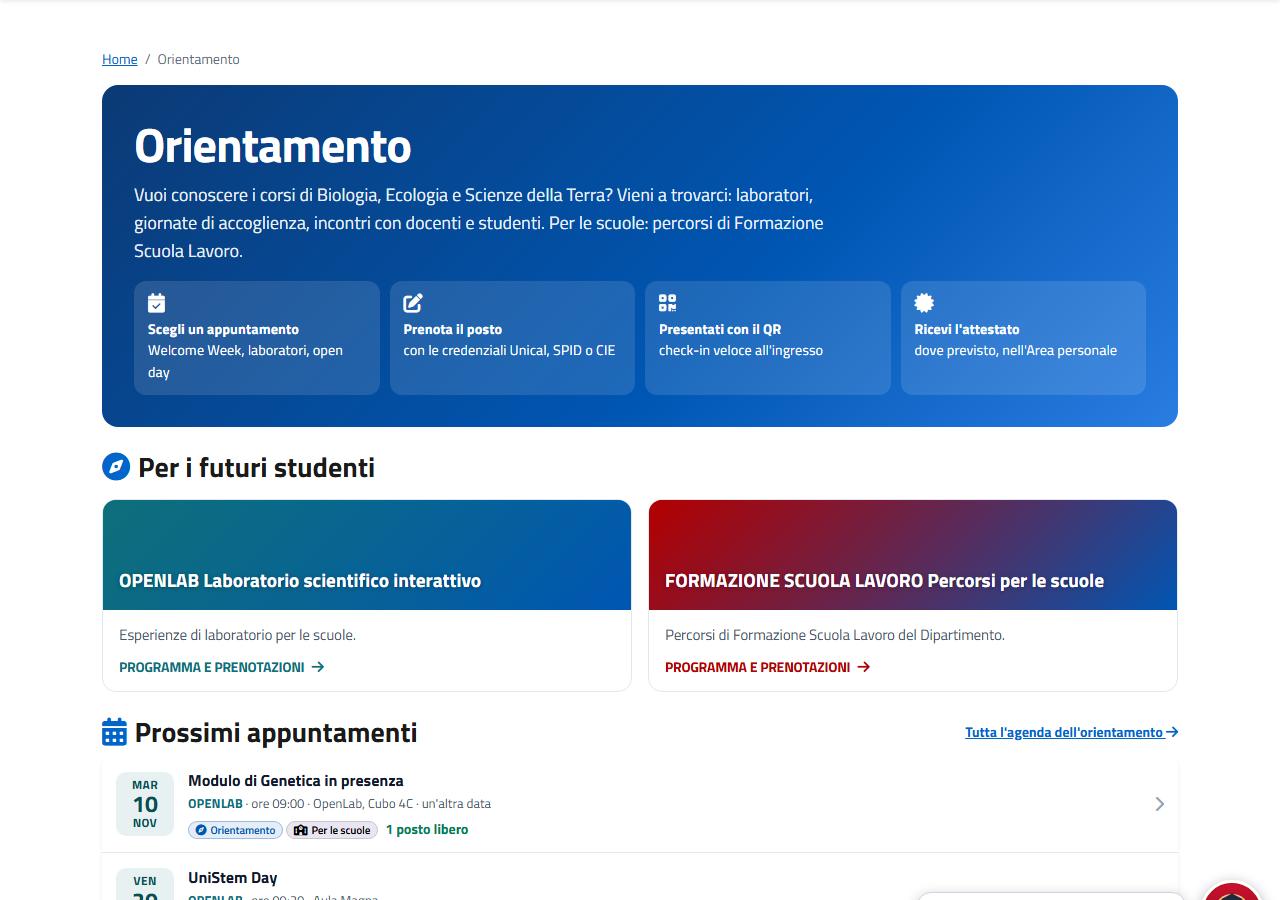 Home / Orientamento
Orientamento
Vuoi conoscere i corsi di Biologia, Ecologia e Scienze della Terra? Vieni a trovarci: laboratori,
giornate di accoglienza, incontri con docenti e studenti. Per le scuole: percorsi di Formazione
Scuola Lavoro.
Scegli un appuntamento
Welcome Week, laboratori, open
day
Prenota il posto
con le credenziali Unical, SPID o CIE
Presentati con il QR
check-in veloce all'ingresso
Ricevi l'attestato
dove previsto, nell'Area personale
Per i futuri studenti
OPENLAB Laboratorio scientifico interattivo
Esperienze di laboratorio per le scuole.
PROGRAMMA E PRENOTAZIONI
FORMAZIONE SCUOLA LAVORO Percorsi per le scuole
Percorsi di Formazione Scuola Lavoro del Dipartimento.
PROGRAMMA E PRENOTAZIONI
Prossimi appuntamenti
Tutta l'agenda dell'orientamento
MAR
10
NOV
Modulo di Genetica in presenza
OPENLAB · ore 09:00 · OpenLab, Cubo 4C · un'altra data
Orientamento Per le scuole 1 posto libero
VEN
UniStem Day